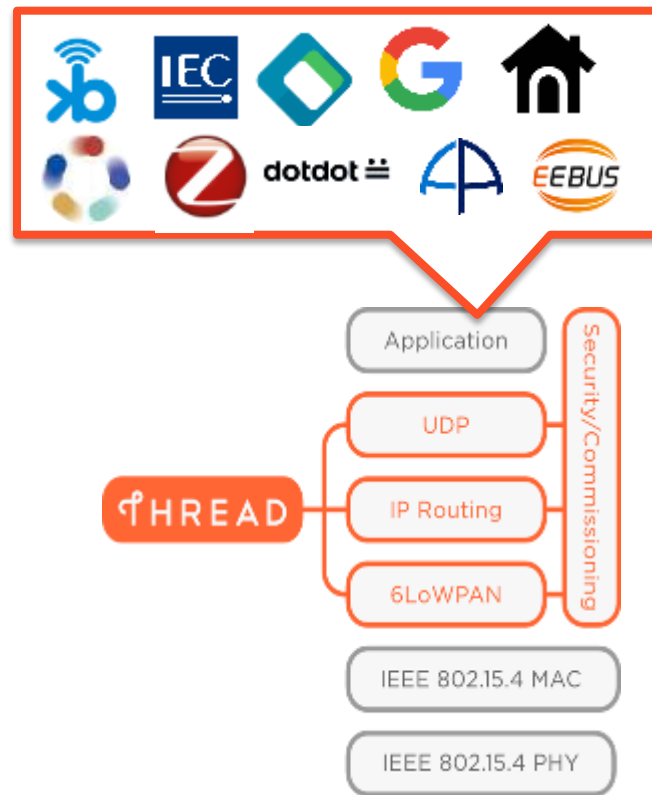 IEC
dotdot
EEBUS
Application
UDP
THREAD
IP Routing
6LoWPAN
Security/Commissioning
IEEE 802.15.4 MAC
IEEE 802.15.4 PHY